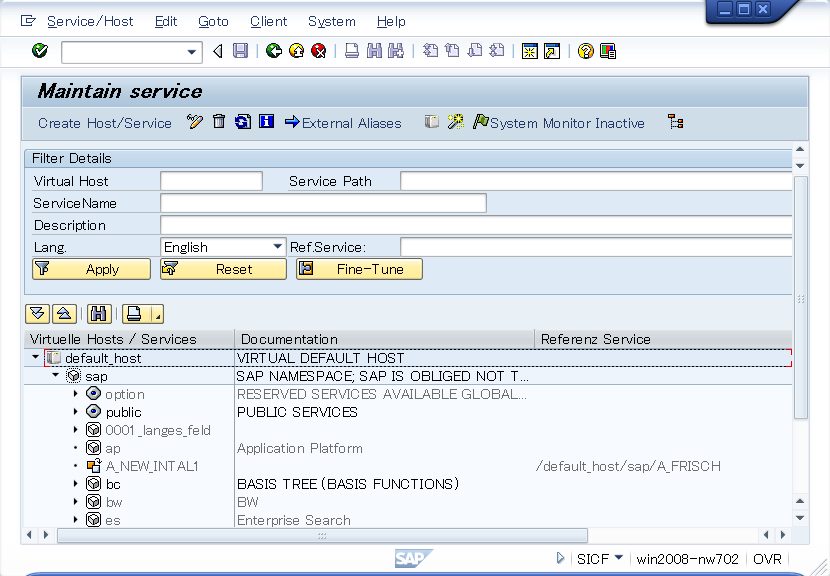 Service/Host Edit Goto Client System Help
Maintain service
Create Host/Service External Aliases System Monitor Inactive
Filter Details
Virtual Host Service Path
ServiceName
Description
Lang. English Ref.Service:
Apply Reset Fine-Tune
Virtuelle Hosts / Services Documentation Referenz Service
default_host VIRTUAL DEFAULT HOST
sap SAP NAMESPACE; SAP IS OBLIGED NOT T...
option RESERVED SERVICES AVAILABLE GLOBAL...
public PUBLIC SERVICES
0001_langes_feld
ap Application Platform
A_NEW_INTAL1 /default_host/sap/A_FRISCH
bc BASIS TREE (BASIS FUNCTIONS)
bw BW
es Enterprise Search
SAP SICF win2008-nw702 OVR